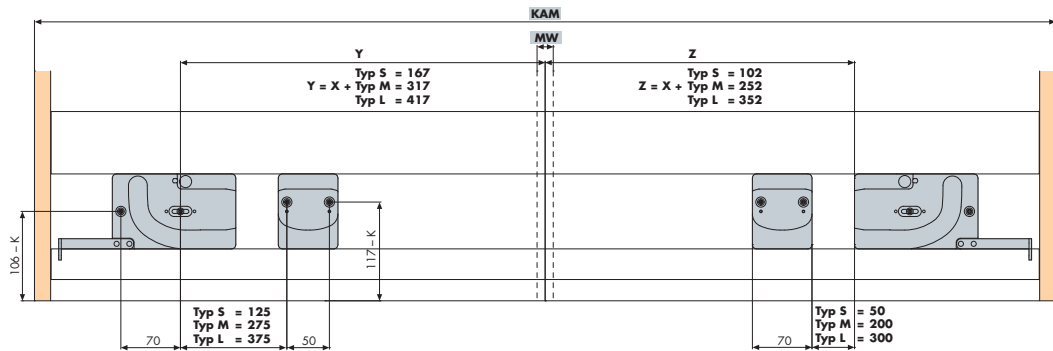 KAM
MW
Y
Z
Typ S = 167
Y = X + Typ M = 317
Typ L = 417
Typ S = 102
Z = X + Typ M = 252
Typ L = 352
106 – K
117 – K
Typ S = 125
Typ M = 275
Typ L = 375
70
50
70
Typ S = 50
Typ M = 200
Typ L = 300